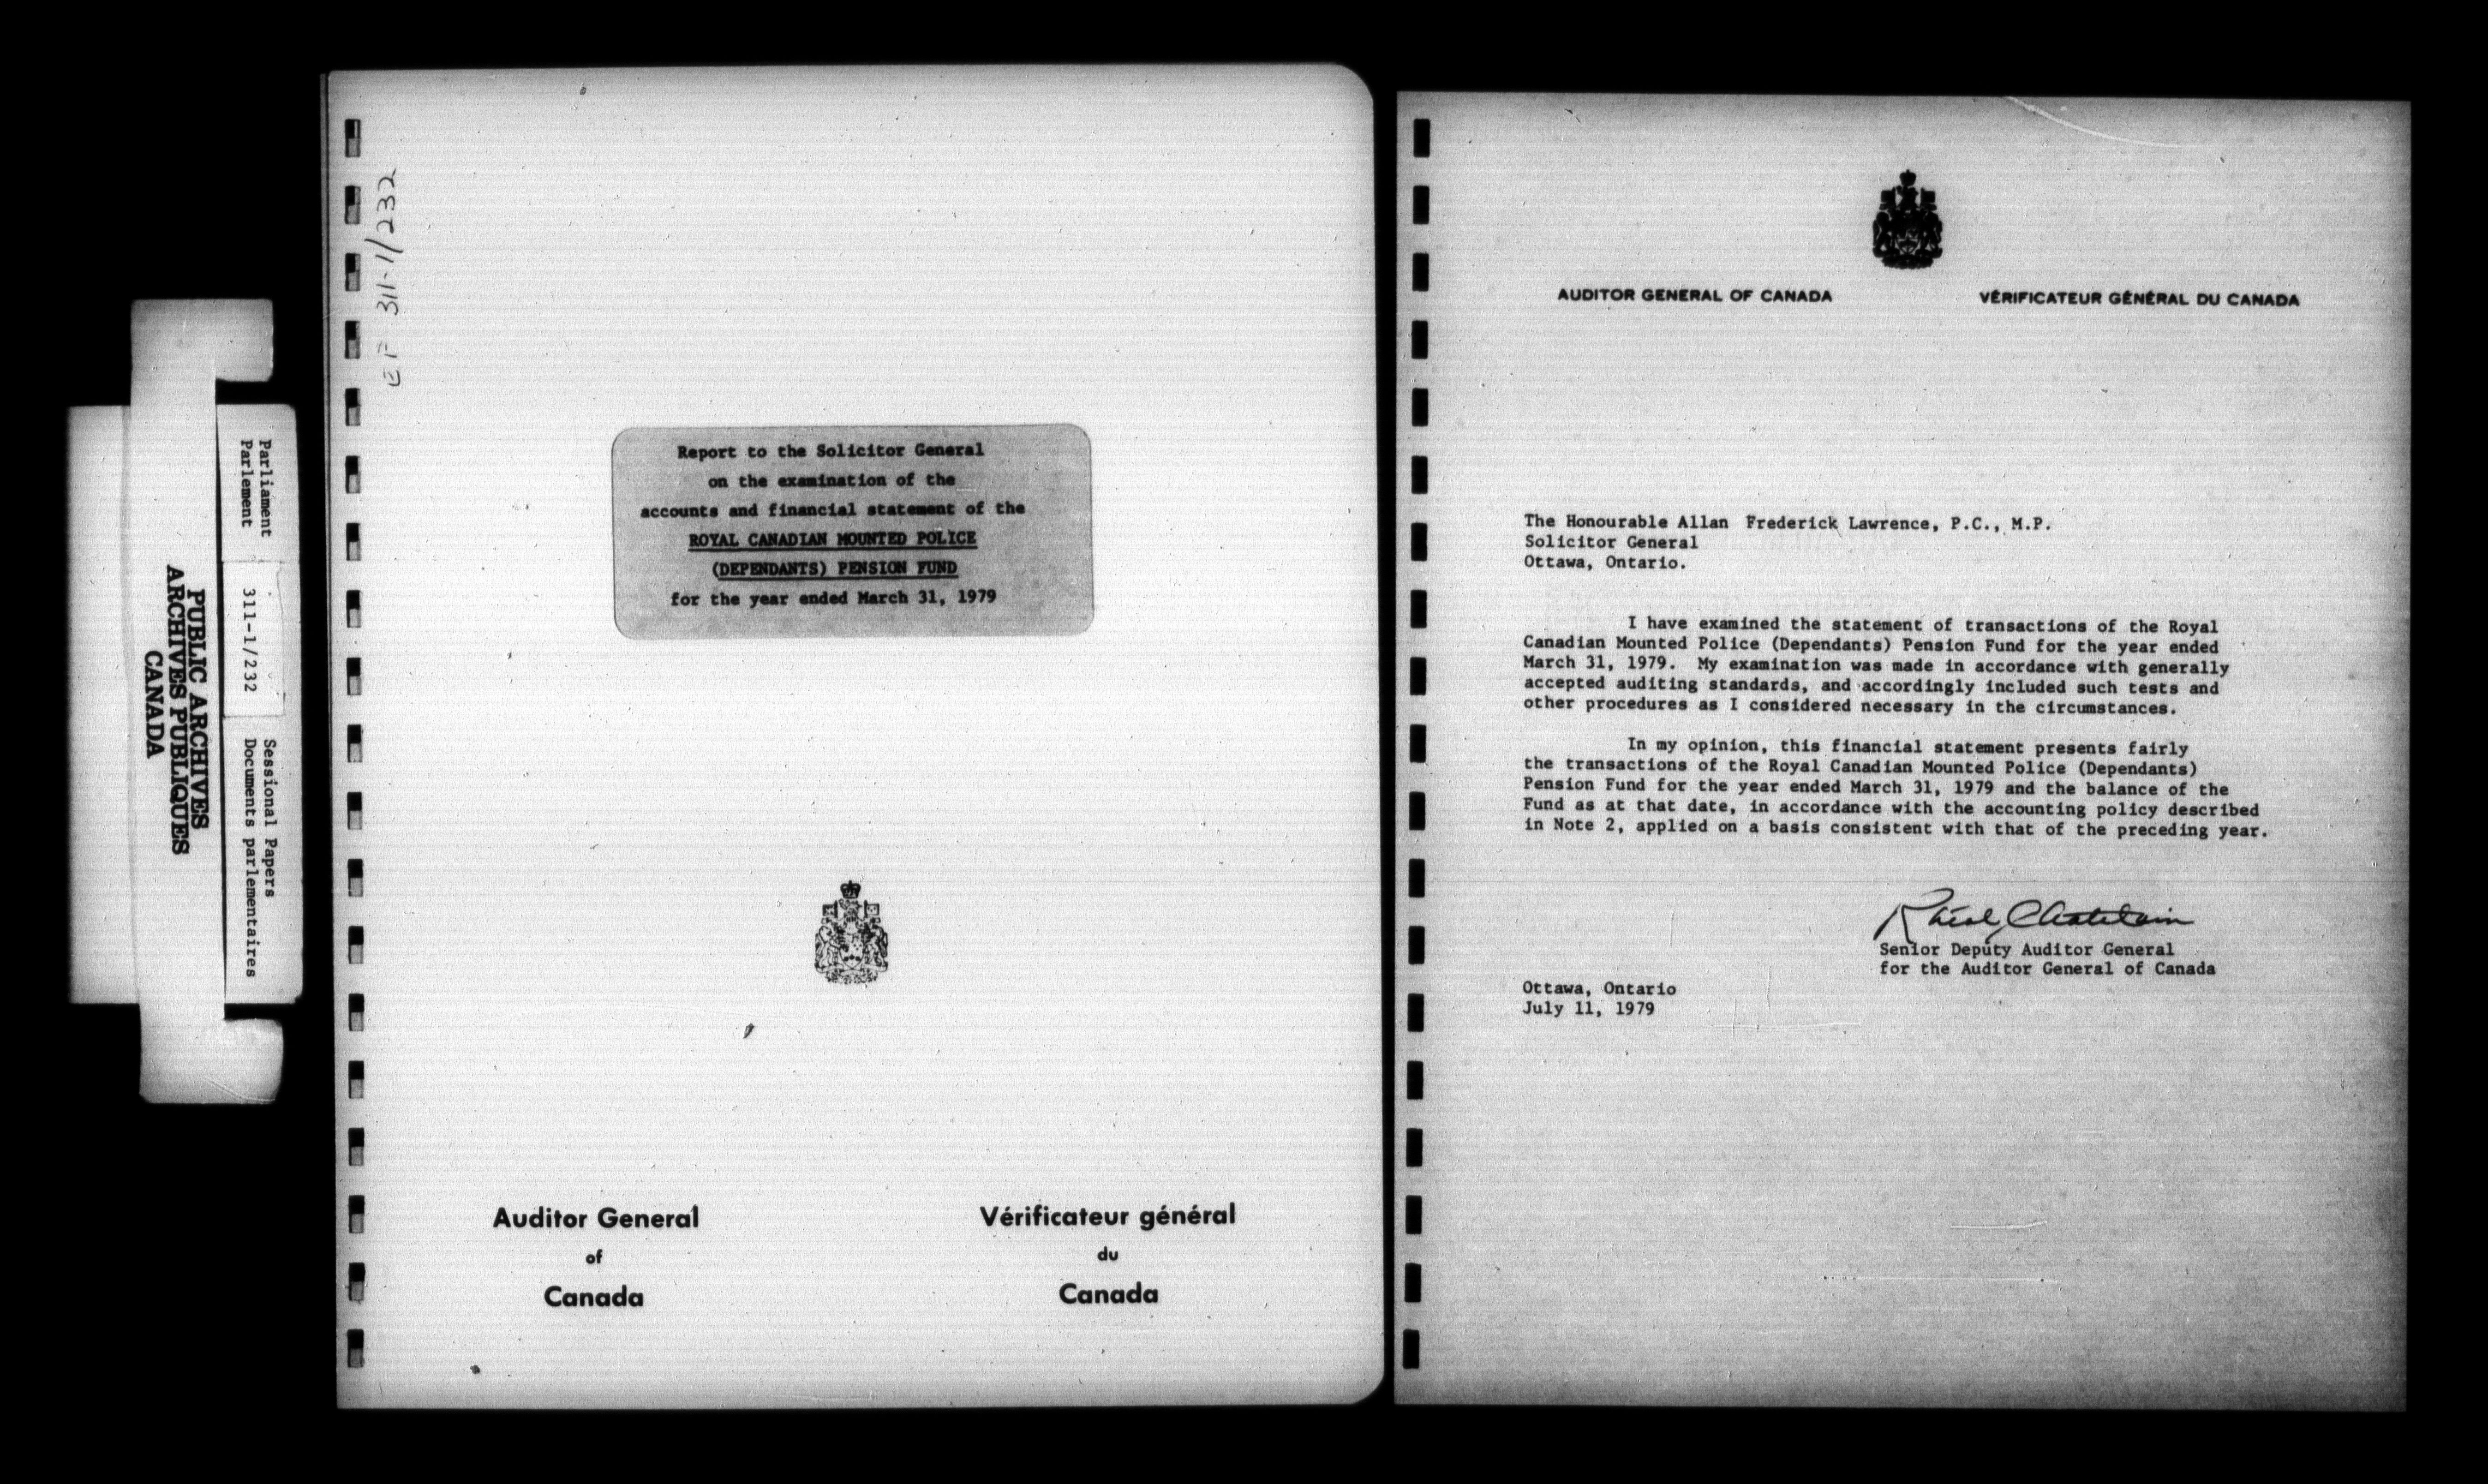 Parliament
Parlement
311-1/232
Sessional Papers
Documents parlementaires
PUBLIC ARCHIVES
ARCHIVES PUBLIQUES
CANADA
EF 311-1/232
Report to the Solicitor General
on the examination of the
accounts and financial statement of the
ROYAL CANADIAN MOUNTED POLICE
(DEPENDANTS) PENSION FUND
for the year ended March 31, 1979
Auditor General
of
Canada
Vérificateur général
du
Canada
AUDITOR GENERAL OF CANADA
VÉRIFICATEUR GÉNÉRAL DU CANADA
The Honourable Allan Frederick Lawrence, P.C., M.P.
Solicitor General
Ottawa, Ontario.
I have examined the statement of transactions of the Royal
Canadian Mounted Police (Dependants) Pension Fund for the year ended
March 31, 1979. My examination was made in accordance with generally
accepted auditing standards, and accordingly included such tests and
other procedures as I considered necessary in the circumstances.
In my opinion, this financial statement presents fairly
the transactions of the Royal Canadian Mounted Police (Dependants)
Pension Fund for the year ended March 31, 1979 and the balance of the
Fund as at that date, in accordance with the accounting policy described
in Note 2, applied on a basis consistent with that of the preceding year.
Chatelain
Senior Deputy Auditor General
for the Auditor General of Canada
Ottawa, Ontario
July 11, 1979